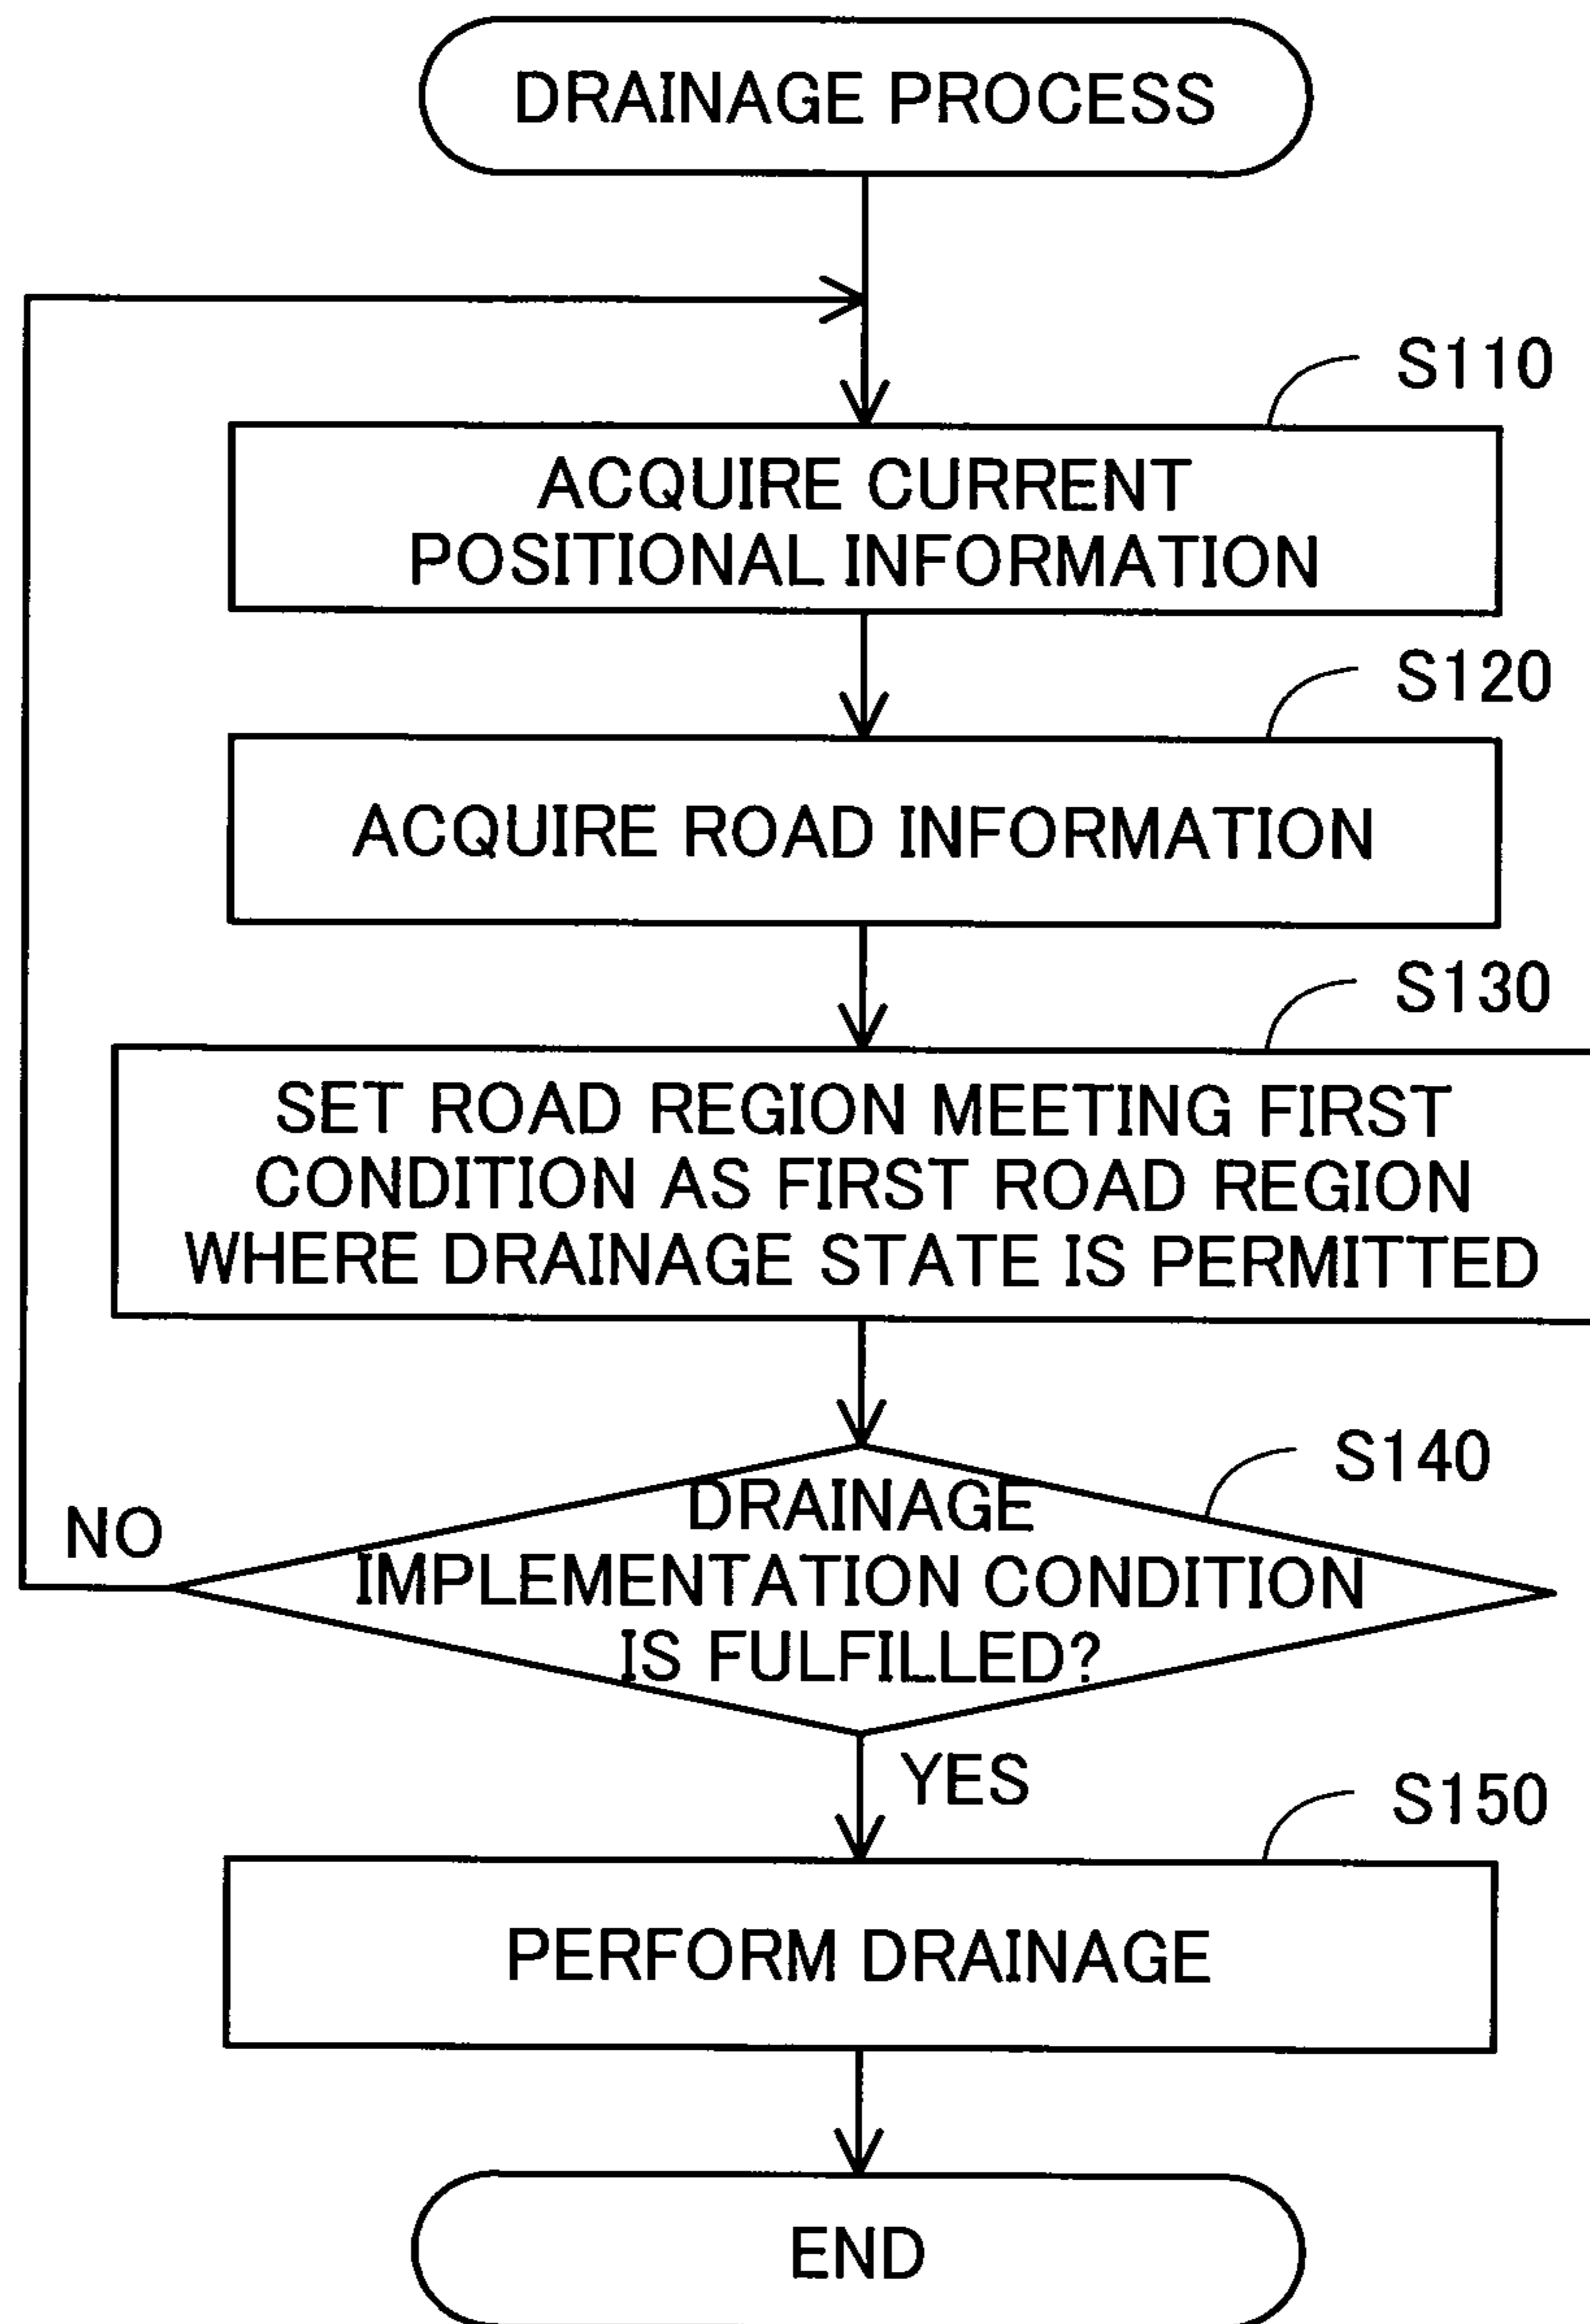 DRAINAGE PROCESS
S110
ACQUIRE CURRENT
POSITIONAL INFORMATION
S120
ACQUIRE ROAD INFORMATION
S130
SET ROAD REGION MEETING FIRST
CONDITION AS FIRST ROAD REGION
WHERE DRAINAGE STATE IS PERMITTED
S140
DRAINAGE
IMPLEMENTATION CONDITION
IS FULFILLED?
NO
YES
S150
PERFORM DRAINAGE
END